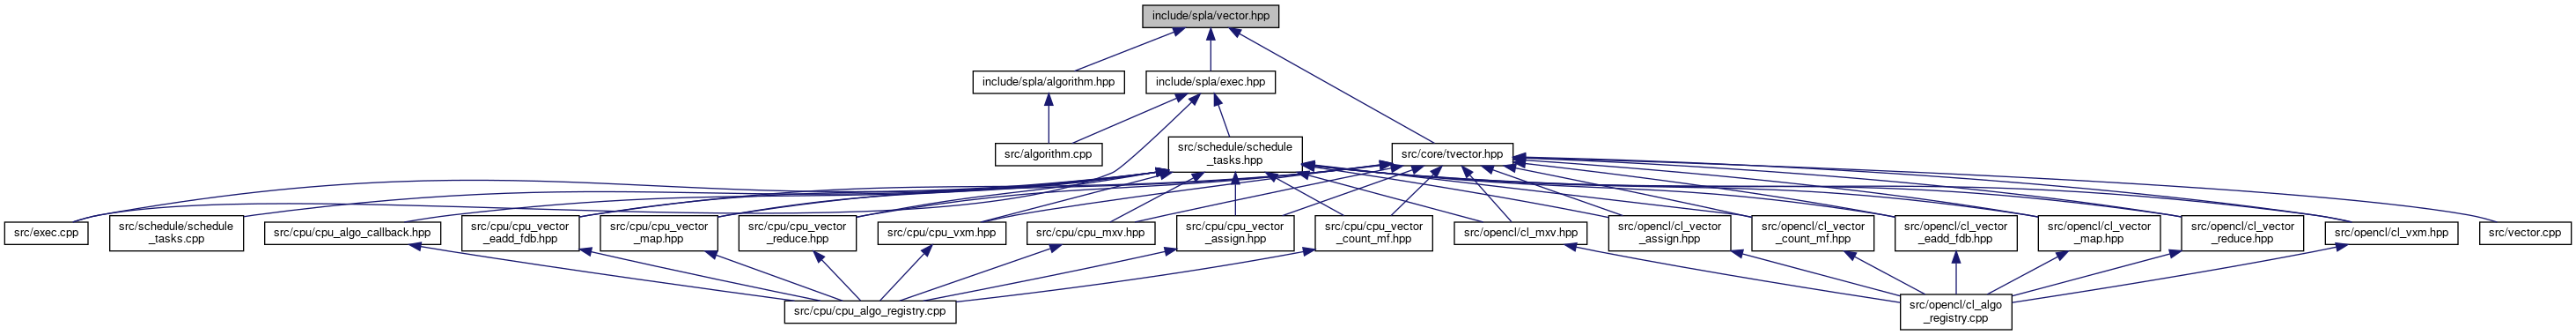 include/spla/vector.hpp
include/spla/algorithm.hpp
include/spla/exec.hpp
src/algorithm.cpp
src/schedule/schedule
_tasks.hpp
src/core/tvector.hpp
src/exec.cpp
src/schedule/schedule
_tasks.cpp
src/cpu/cpu_algo_callback.hpp
src/cpu/cpu_vector
_eadd_fdb.hpp
src/cpu/cpu_vector
_map.hpp
src/cpu/cpu_vector
_reduce.hpp
src/cpu/cpu_vxm.hpp
src/cpu/cpu_mxv.hpp
src/cpu/cpu_vector
_assign.hpp
src/cpu/cpu_vector
_count_mf.hpp
src/opencl/cl_mxv.hpp
src/opencl/cl_vector
_assign.hpp
src/opencl/cl_vector
_count_mf.hpp
src/opencl/cl_vector
_eadd_fdb.hpp
src/opencl/cl_vector
_map.hpp
src/opencl/cl_vector
_reduce.hpp
src/opencl/cl_vxm.hpp
src/vector.cpp
src/cpu/cpu_algo_registry.cpp
src/opencl/cl_algo
_registry.cpp